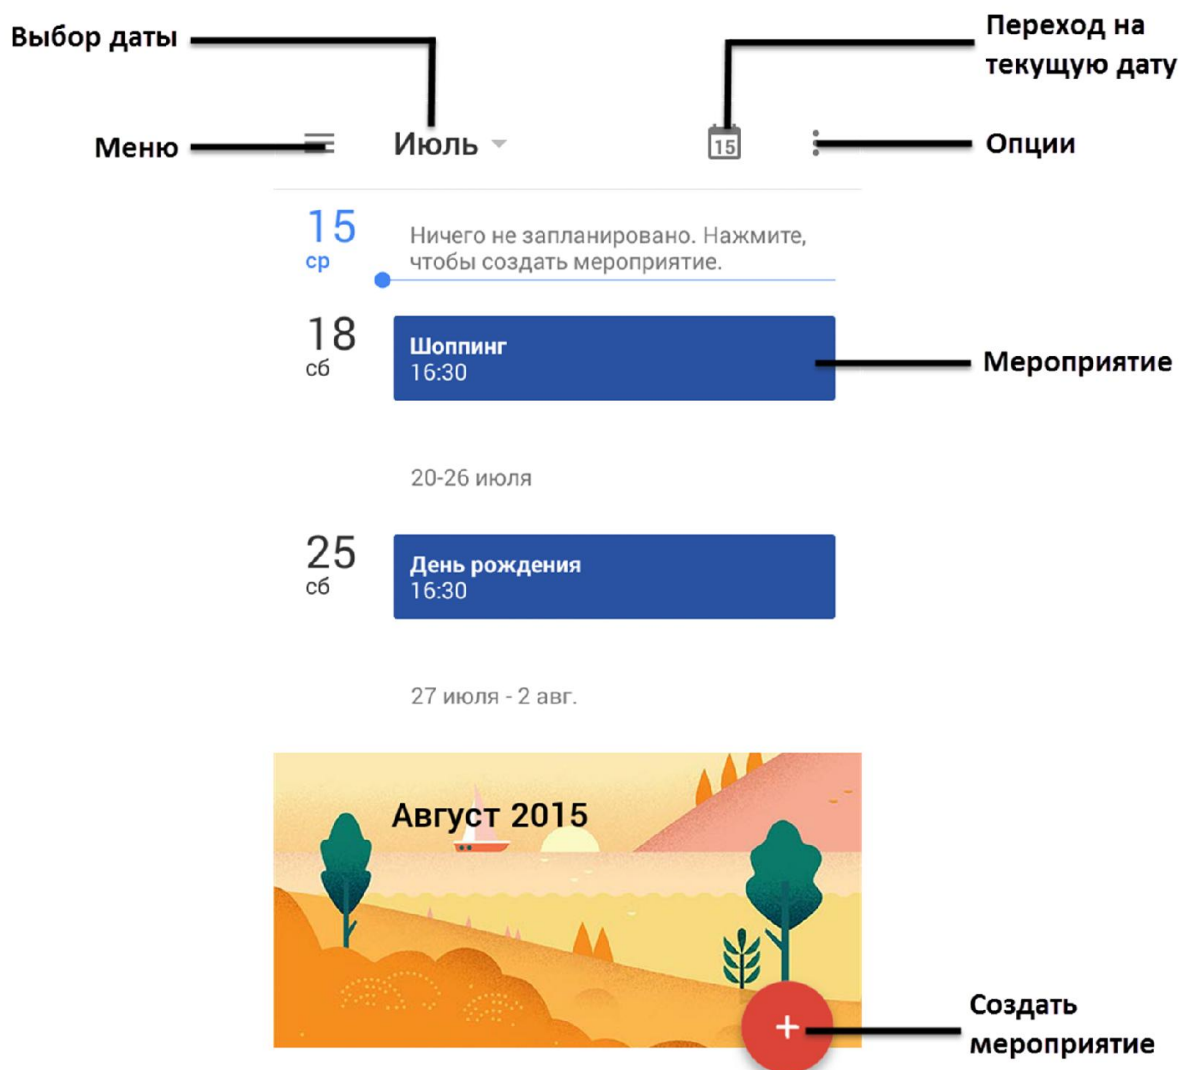 Выбор даты
Переход на
текущую дату
Меню
Июль
15
Опции
15
ср
Ничего не запланировано. Нажмите,
чтобы создать мероприятие.
18
сб
Шоппинг
16:30
Мероприятие
20-26 июля
25
сб
День рождения
16:30
27 июля - 2 авг.
Август 2015
Создать
мероприятие